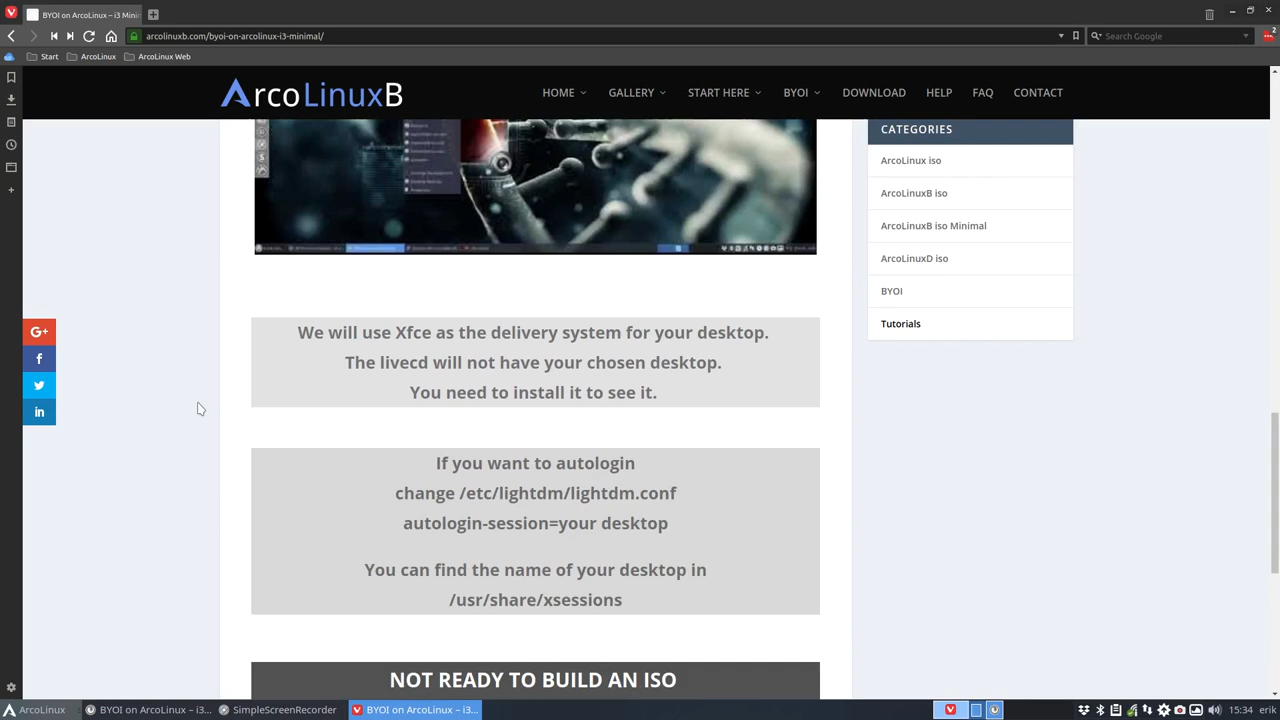 BYOI on ArcoLinux – i3 Mini
arcolinuxb.com/byoi-on-arcolinux-i3-minimal/
Search Google
2
Start
ArcoLinux
ArcoLinux Web
ArcoLinuxB
HOME
GALLERY
START HERE
BYOI
DOWNLOAD
HELP
FAQ
CONTACT
CATEGORIES
ArcoLinux iso
ArcoLinuxB iso
ArcoLinuxB iso Minimal
ArcoLinuxD iso
BYOI
Tutorials
G+
f
in
We will use Xfce as the delivery system for your desktop.
The livecd will not have your chosen desktop.
You need to install it to see it.
If you want to autologin
change /etc/lightdm/lightdm.conf
autologin-session=your desktop
You can find the name of your desktop in
/usr/share/xsessions
NOT READY TO BUILD AN ISO
ArcoLinux
BYOI on ArcoLinux – i3...
SimpleScreenRecorder
BYOI on ArcoLinux – i3...
15:34
erik